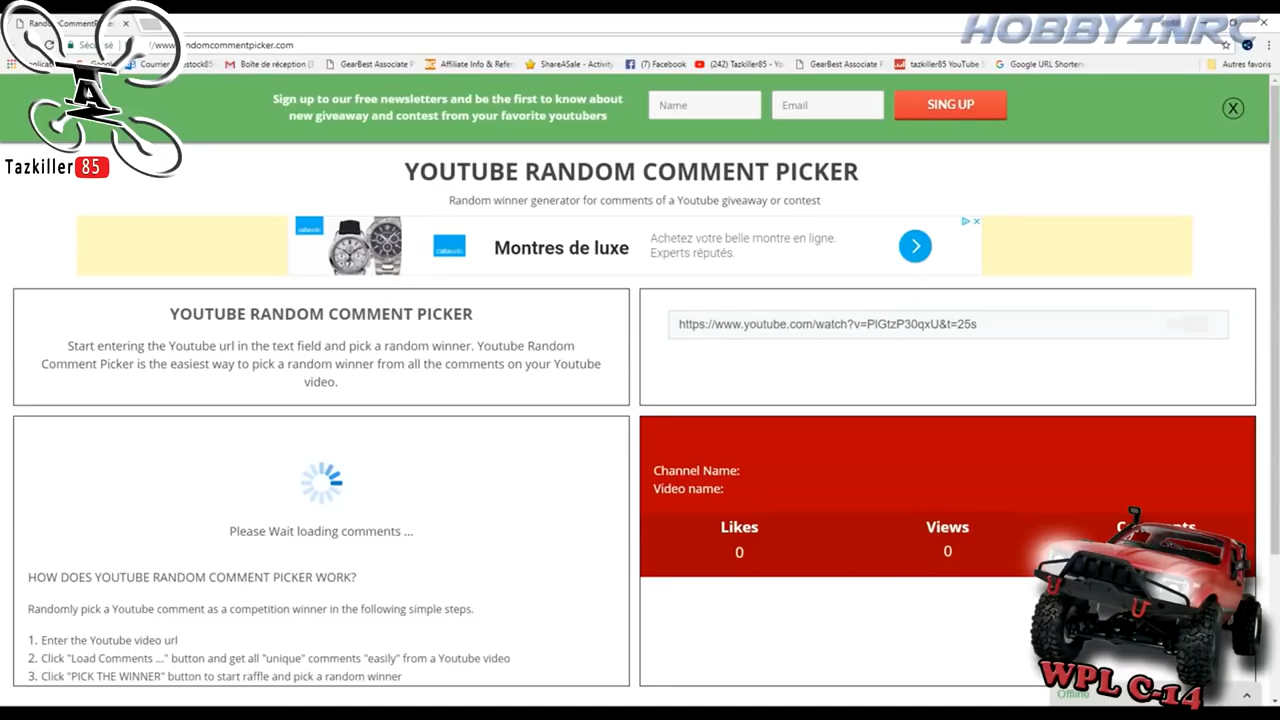 HOBBYINRC
Sécurisé
ndomcommentpicker.com
Courrier
stock85
Boîte de réception (
GearBest Associate P
Affiliate Info & Refer
ShareASale - Activity
(7) Facebook
(242) Tazkiller85 - Yo
GearBest Associate P
tazkiller85 YouTube S
Google URL Shorten
Autres favoris
A
Tazkiller 85
Sign up to our free newsletters and be the first to know about
new giveaway and contest from your favorite youtubers
Name
Email
SING UP
X
YOUTUBE RANDOM COMMENT PICKER
Random winner generator for comments of a Youtube giveaway or contest
catawiki
catawiki
Montres de luxe
Achetez votre belle montre en ligne.
Experts réputés.
YOUTUBE RANDOM COMMENT PICKER
Start entering the Youtube url in the text field and pick a random winner. Youtube Random
Comment Picker is the easiest way to pick a random winner from all the comments on your Youtube
video.
https://www.youtube.com/watch?v=PlGtzP30qxU&t=25s
Please Wait loading comments ...
HOW DOES YOUTUBE RANDOM COMMENT PICKER WORK?
Randomly pick a Youtube comment as a competition winner in the following simple steps.
1. Enter the Youtube video url
2. Click "Load Comments ..." button and get all "unique" comments "easily" from a Youtube video
3. Click "PICK THE WINNER" button to start raffle and pick a random winner
Channel Name:
Video name:
Likes
Views
0
0
WPL C-14
Offline